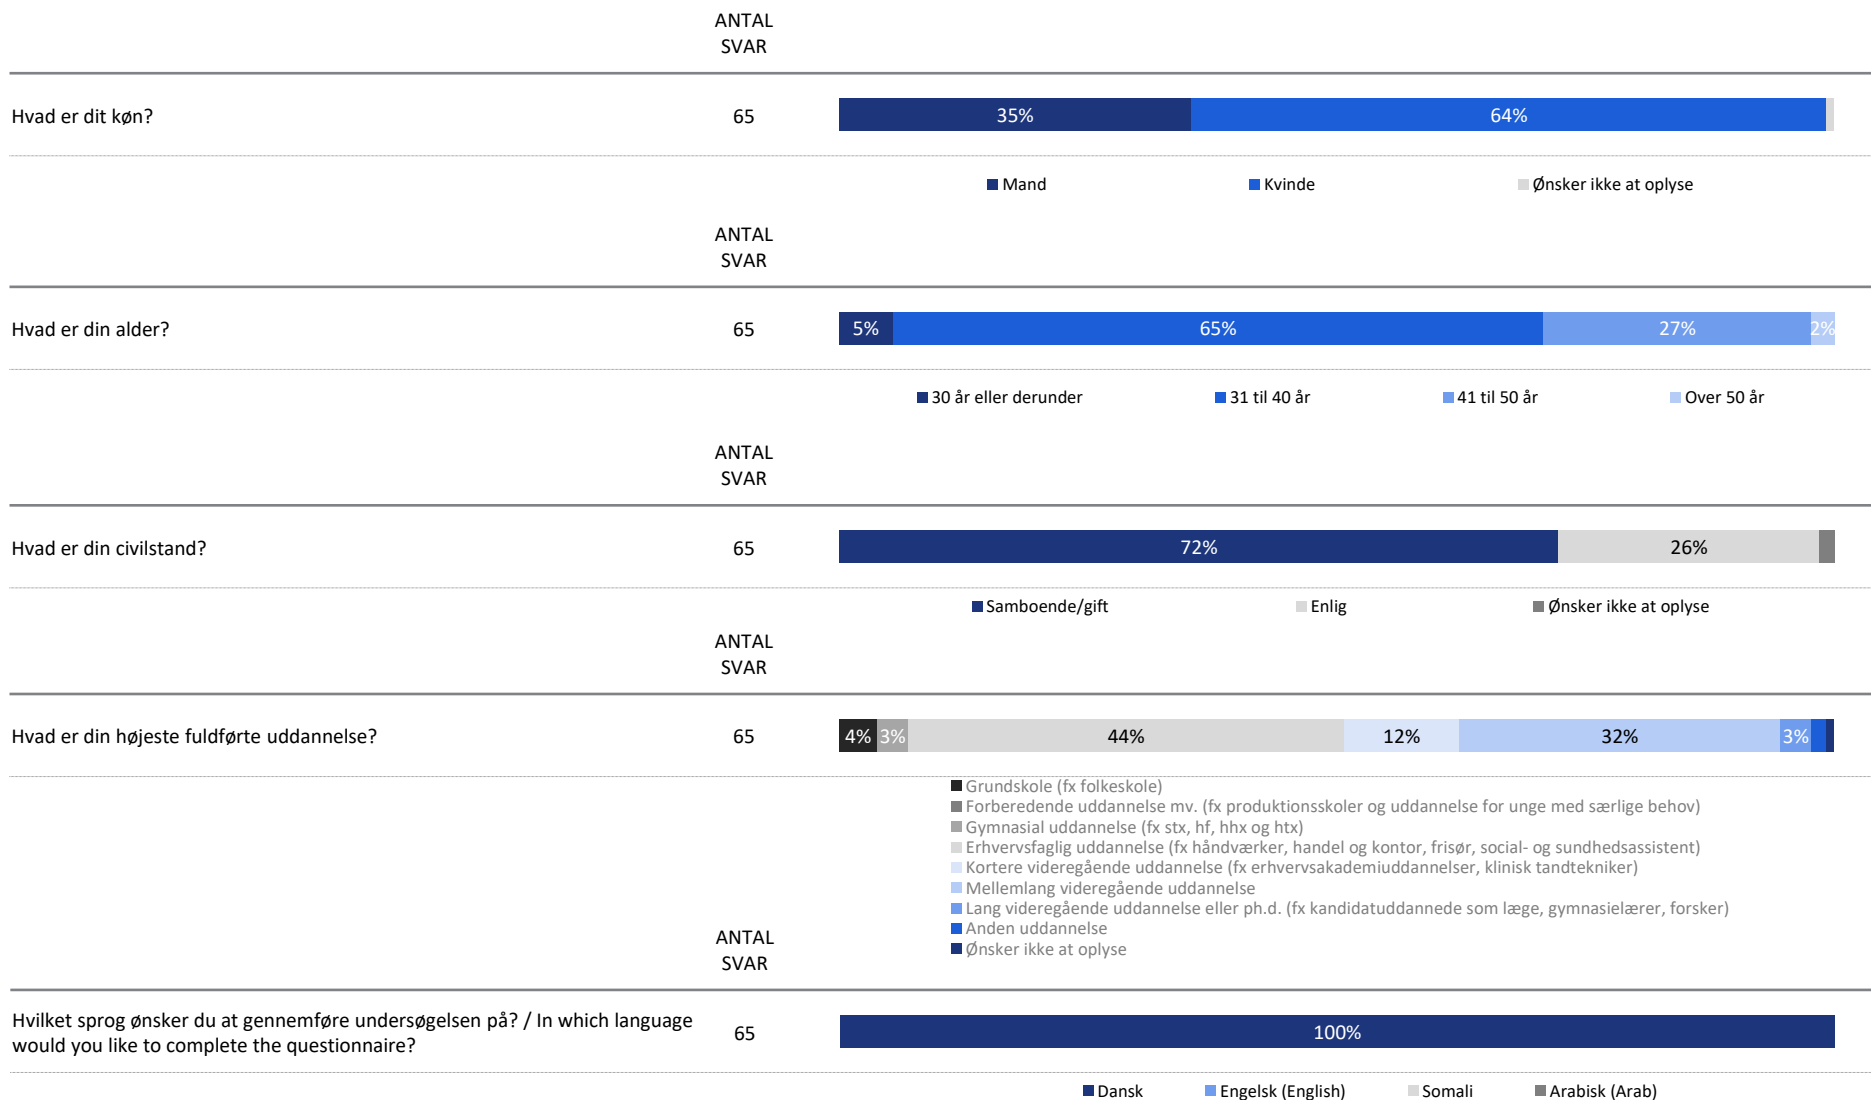 ANTAL
SVAR
Hvad er dit køn?
65
35%
64%
Mand
Kvinde
Ønsker ikke at oplyse
ANTAL
SVAR
Hvad er din alder?
65
5%
65%
27%
2%
30 år eller derunder
31 til 40 år
41 til 50 år
Over 50 år
ANTAL
SVAR
Hvad er din civilstand?
65
72%
26%
Samboende/gift
Enlig
Ønsker ikke at oplyse
ANTAL
SVAR
Hvad er din højeste fuldførte uddannelse?
65
4%
3%
44%
12%
32%
3%
Grundskole (fx folkeskole)
Forberedende uddannelse mv. (fx produktionsskoler og uddannelse for unge med særlige behov)
Gymnasial uddannelse (fx stx, hf, hhx og htx)
Erhvervsfaglig uddannelse (fx håndværker, handel og kontor, frisør, social- og sundhedsassistent)
Kortere videregående uddannelse (fx erhvervsakademiuddannelser, klinisk tandtekniker)
Mellemlang videregående uddannelse
Lang videregående uddannelse eller ph.d. (fx kandidatuddannede som læge, gymnasielærer, forsker)
Anden uddannelse
Ønsker ikke at oplyse
ANTAL
SVAR
Hvilket sprog ønsker du at gennemføre undersøgelsen på? / In which language
would you like to complete the questionnaire?
65
100%
Dansk
Engelsk (English)
Somali
Arabisk (Arab)